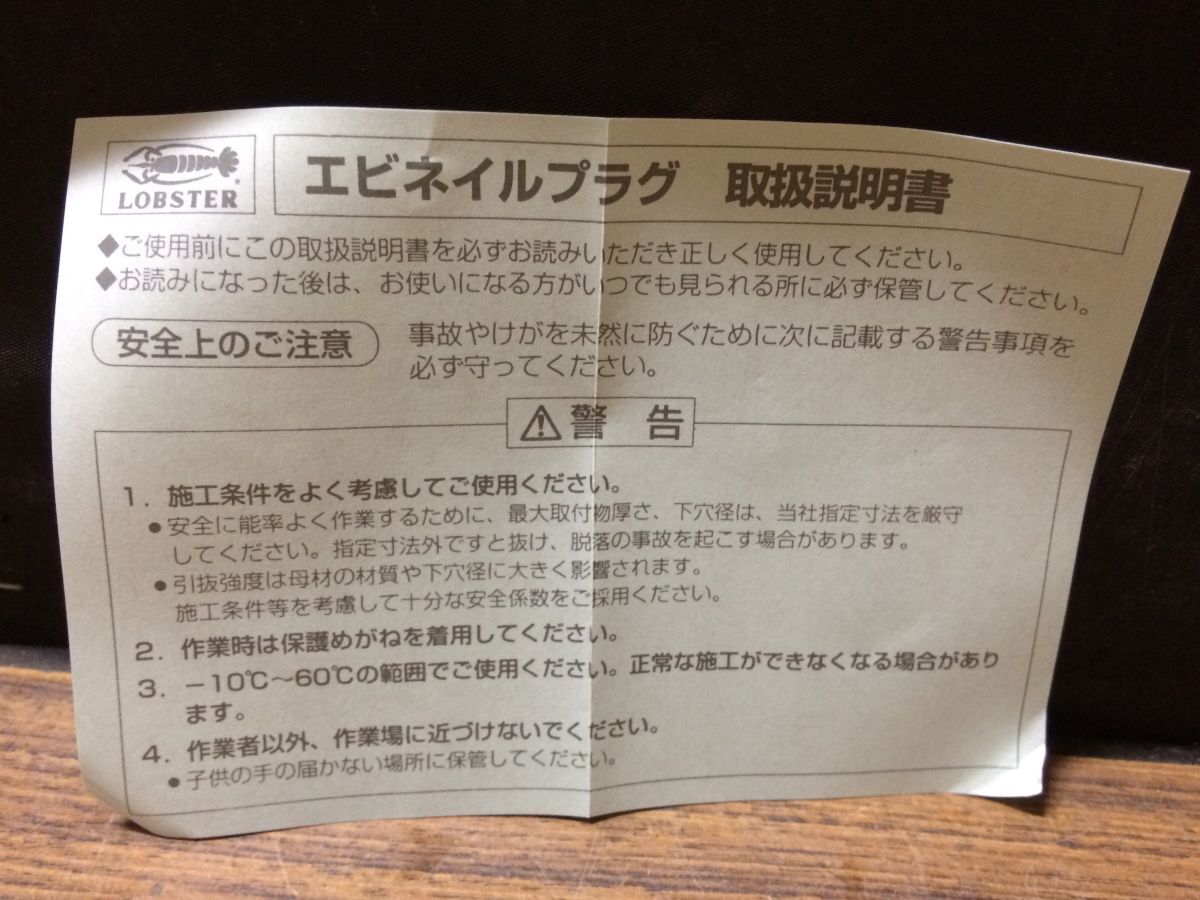 LOBSTER
エビネイルプラグ 取扱説明書
◆ご使用前にこの取扱説明書を必ずお読みいただき正しく使用してください。
◆お読みになった後は、お使いになる方がいつでも見られる所に必ず保管してください。
安全上のご注意
事故やけがを未然に防ぐために次に記載する警告事項を
必ず守ってください。
⚠警 告
1. 施工条件をよく考慮してご使用ください。
●安全に能率よく作業するために、最大取付物厚さ、下穴径は、当社指定寸法を厳守
してください。指定寸法外ですと抜け、脱落の事故を起こす場合があります。
●引抜強度は母材の材質や下穴径に大きく影響されます。
施工条件等を考慮して十分な安全係数をご採用ください。
2. 作業時は保護めがねを着用してください。
3. −10℃〜60℃の範囲でご使用ください。正常な施工ができなくなる場合があり
ます。
4. 作業者以外、作業場に近づけないでください。
●子供の手の届かない場所に保管してください。